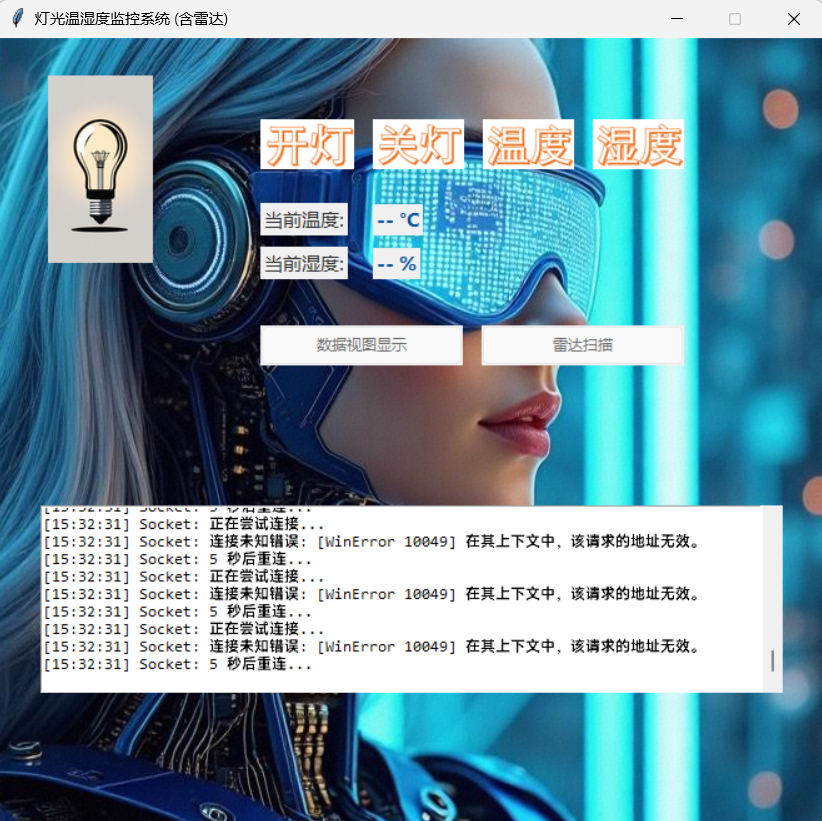 灯光温湿度监控系统 (含雷达)
开灯 关灯 温度 湿度
当前温度: -- °C
当前湿度: -- %
数据视图显示 雷达扫描
[15:32:31] Socket: 5 秒后重连...
[15:32:31] Socket: 正在尝试连接...
[15:32:31] Socket: 连接未知错误: [WinError 10049] 在其上下文中，该请求的地址无效。
[15:32:31] Socket: 5 秒后重连...
[15:32:31] Socket: 正在尝试连接...
[15:32:31] Socket: 连接未知错误: [WinError 10049] 在其上下文中，该请求的地址无效。
[15:32:31] Socket: 5 秒后重连...
[15:32:31] Socket: 正在尝试连接...
[15:32:31] Socket: 连接未知错误: [WinError 10049] 在其上下文中，该请求的地址无效。
[15:32:31] Socket: 5 秒后重连...